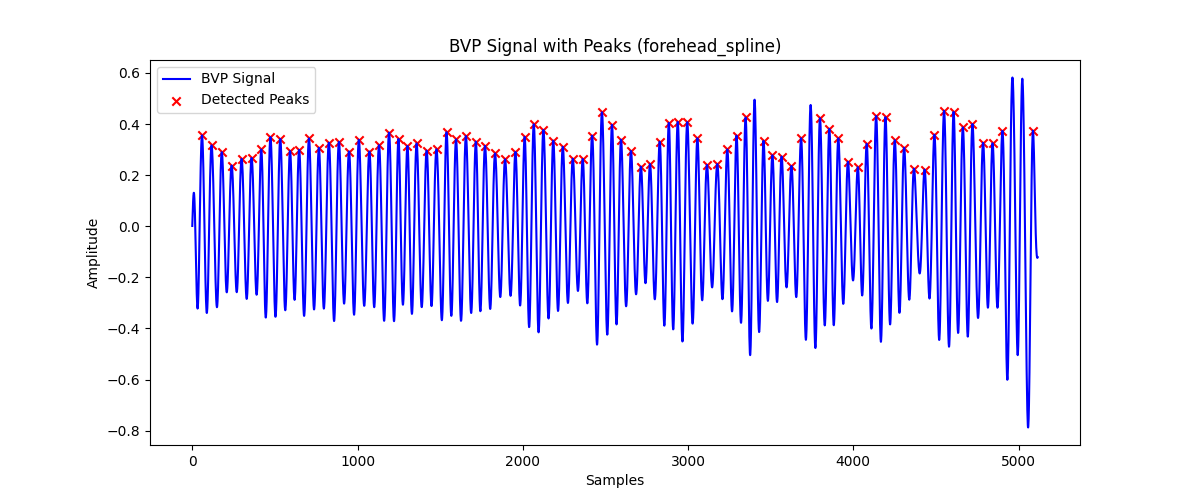 BVP Signal with Peaks (forehead_spline)
BVP Signal
Detected Peaks
Amplitude
0.6
0.4
0.2
0.0
−0.2
−0.4
−0.6
−0.8
0 1000 2000 3000 4000 5000
Samples